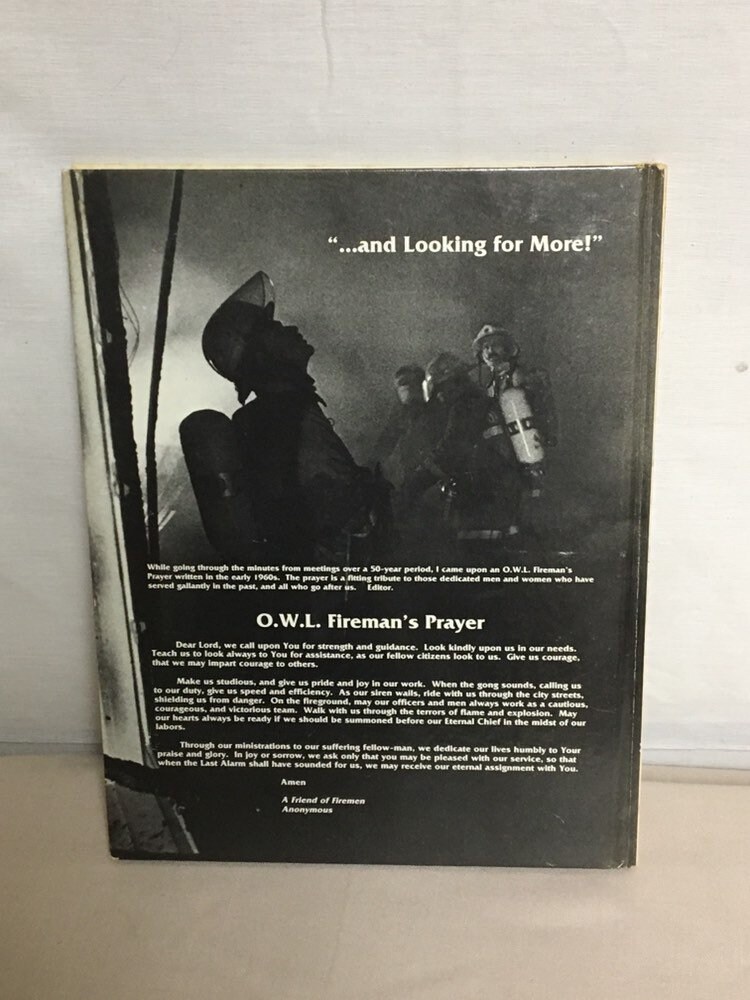 “...and Looking for More!”
While going through the minutes from meetings over a 50-year period, I came upon an O.W.L. Fireman's
Prayer written in the early 1960s. The prayer is a fitting tribute to those dedicated men and women who have
served gallantly in the past, and all who go after us. Editor.
O.W.L. Fireman's Prayer
Dear Lord, we call upon You for strength and guidance. Look kindly upon us in our needs.
Teach us to look always to You for assistance, as our fellow citizens look to us. Give us courage,
that we may impart courage to others.
Make us studious, and give us pride and joy in our work. When the gong sounds, calling us
to our duty, give us speed and efficiency. As our siren wails, ride with us through the city streets,
shielding us from danger. On the fireground, may our officers and men always work as a cautious,
courageous, and victorious team. Walk with us through the terrors of flame and explosion. May
our hearts always be ready if we should be summoned before our Eternal Chief in the midst of our
labors.
Through our ministrations to our suffering fellow-man, we dedicate our lives humbly to Your
praise and glory. In joy or sorrow, we ask only that you may be pleased with our service, so that
when the Last Alarm shall have sounded for us, we may receive our eternal assignment with You.
Amen
A Friend of Firemen
Anonymous